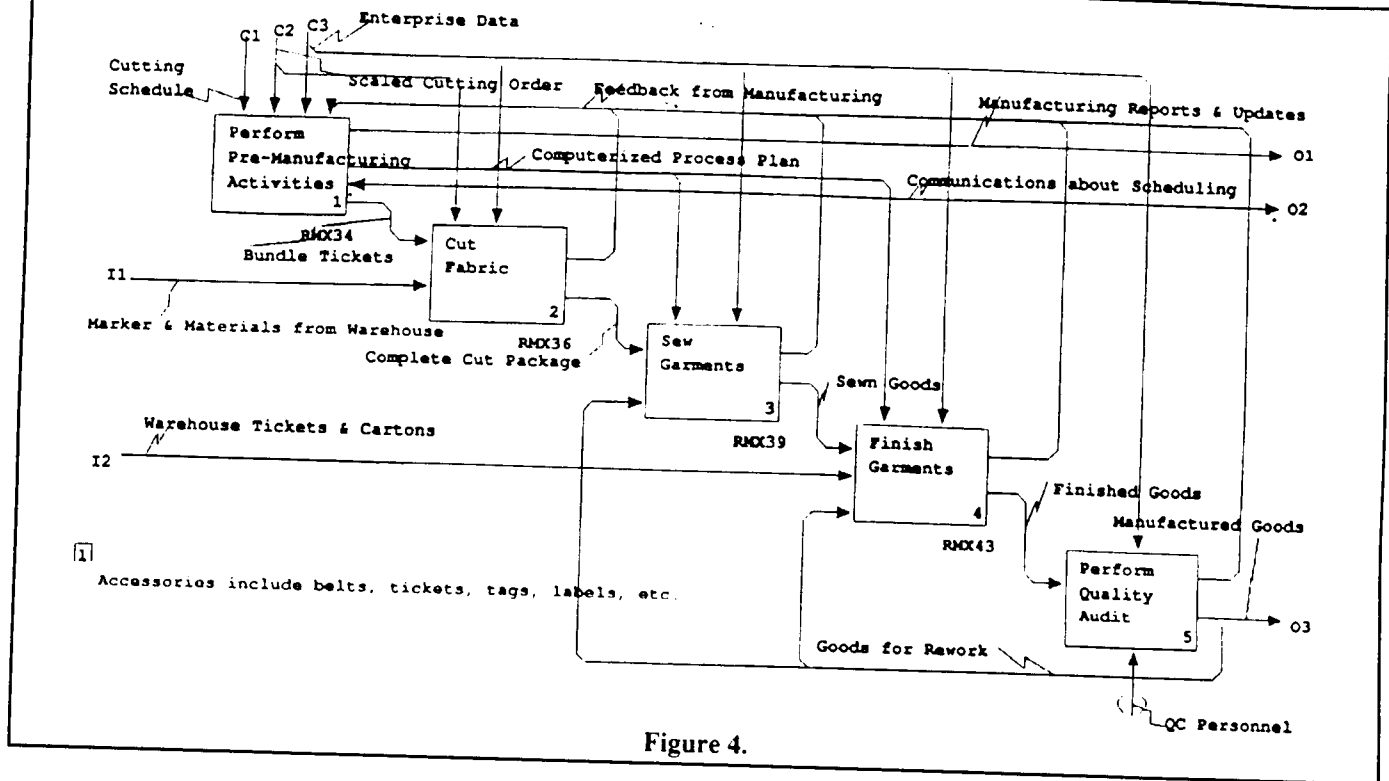 C1 C2 C3 Enterprise Data
Cutting
Schedule
Scaled Cutting Order
Feedback from Manufacturing
Manufacturing Reports & Updates
O1
Perform
Pre-Manufacturing
Activities
1
Computerized Process Plan
Communications about Scheduling
O2
RMX34
Bundle Tickets
Cut
Fabric
2
I1
Marker & Materials from Warehouse
RMX36
Complete Cut Package
Sew
Garments
3
Sewn Goods
RMX39
Warehouse Tickets & Cartons
I2
Finish
Garments
4
Finished Goods
RMX43
Manufactured Goods
1
Accessories include belts, tickets, tags, labels, etc.
Perform
Quality
Audit
5
O3
Goods for Rework
QC Personnel
Figure 4.